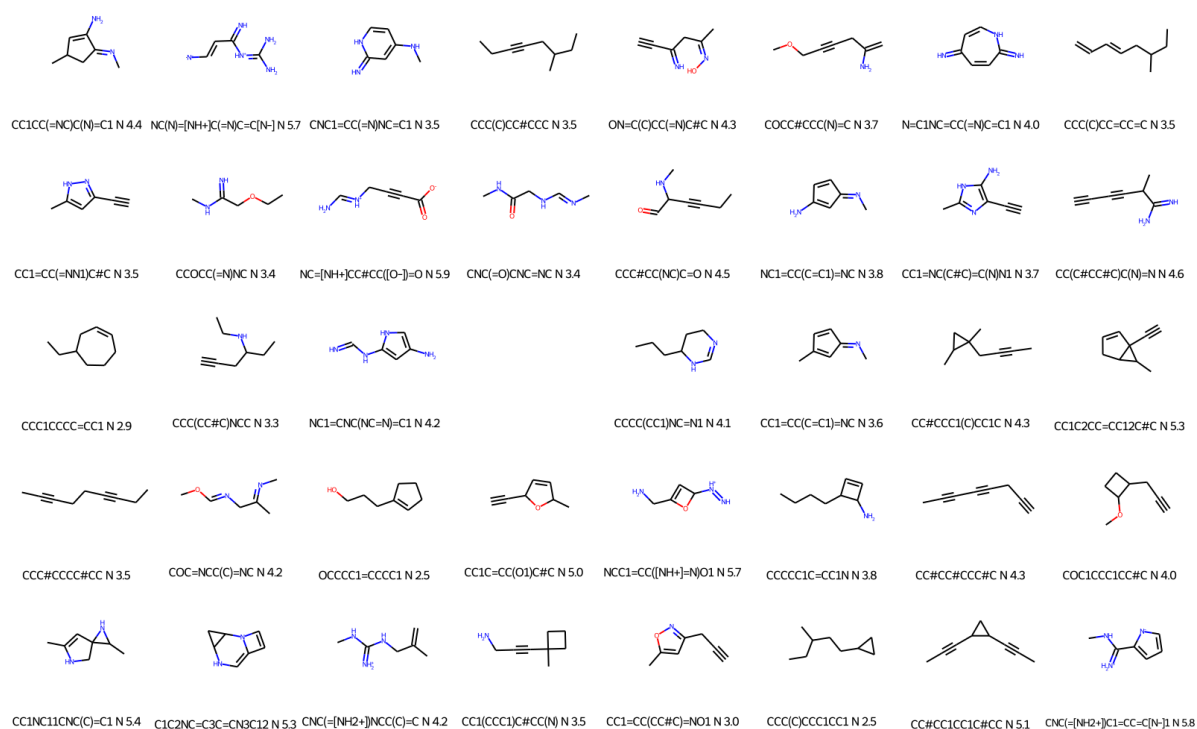 CC1CC(=NC)C(N)=C1 N 4.4
NC(N)=[NH+]C(=N)C=C[N-] N 5.7
CNC1=CC(=N)NC=C1 N 3.5
CCC(C)CC#CCC N 3.5
ON=C(C)CC(=N)C#C N 4.3
COCC#CCC(N)=C N 3.7
N=C1NC=CC(=N)C=C1 N 4.0
CCC(C)CC=CC=C N 3.5
CC1=CC(=NN1)C#C N 3.5
CCOCC(=N)NC N 3.4
NC=[NH+]CC#CC([O-])=O N 5.9
CNC(=O)CNC=NC N 3.4
CCC#CC(NC)C=O N 4.5
NC1=CC(C=C1)=NC N 3.8
CC1=NC(C#C)=C(N)N1 N 3.7
CC(C#CC#C)C(N)=N N 4.6
CCC1CCCC=CC1 N 2.9
CCC(CC#C)NCC N 3.3
NC1=CNC(NC=N)=C1 N 4.2
CCCC(CC1)NC=N1 N 4.1
CC1=CC(C=C1)=NC N 3.6
CC#CCC1(C)CC1C N 4.3
CC1C2CC=CC12C#C N 5.3
CCC#CCCC#CC N 3.5
COC=NCC(C)=NC N 4.2
OCCCC1=CCCC1 N 2.5
CC1C=CC(O1)C#C N 5.0
NCC1=CC([NH+]=N)O1 N 5.7
CCCCC1C=CC1N N 3.8
CC#CC#CCC#C N 4.3
COC1CCC1CC#C N 4.0
CC1NC11CNC(C)=C1 N 5.4
C1C2NC=C3C=CN3C12 N 5.3
CNC(=[NH2+])NCC(C)=C N 4.2
CC1(CCC1)C#CC(N) N 3.5
CC1=CC(CC#C)=NO1 N 3.0
CCC(C)CCC1CC1 N 2.5
CC#CC1CC1C#CC N 5.1
CNC(=[NH2+])C1=CC=C[N-]1 N 5.8